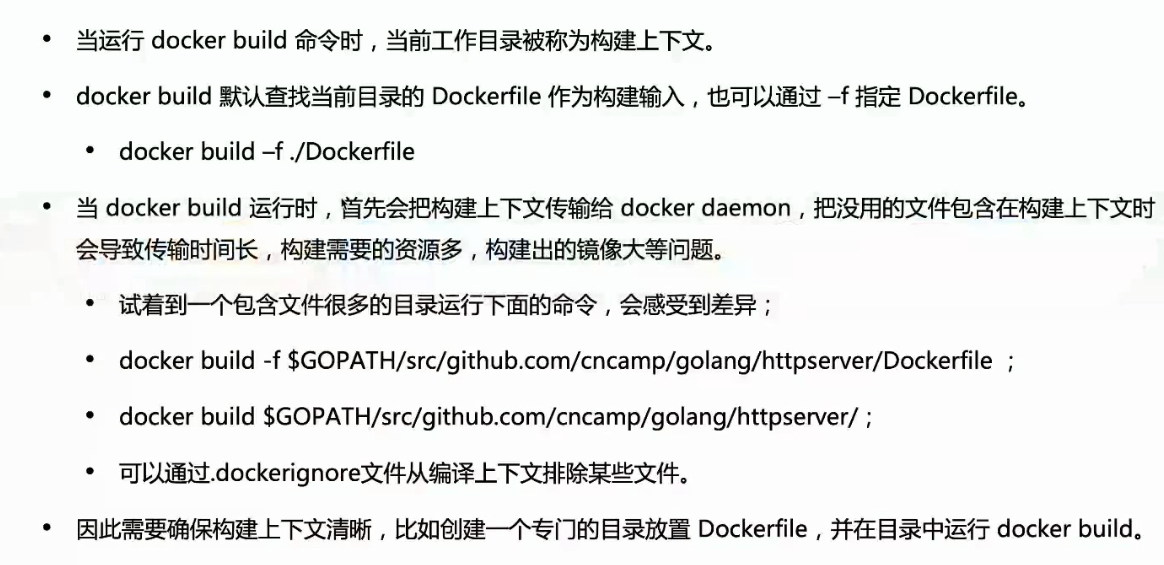 • 当运行 docker build 命令时，当前工作目录被称为构建上下文。
• docker build 默认查找当前目录的 Dockerfile 作为构建输入，也可以通过 –f 指定 Dockerfile。
• docker build –f ./Dockerfile
• 当 docker build 运行时，首先会把构建上下文传输给 docker daemon，把没用的文件包含在构建上下文时
会导致传输时间长，构建需要的资源多，构建出的镜像大等问题。
• 试着到一个包含文件很多的目录运行下面的命令，会感受到差异；
• docker build -f $GOPATH/src/github.com/cncamp/golang/httpserver/Dockerfile ；
• docker build $GOPATH/src/github.com/cncamp/golang/httpserver/；
• 可以通过.dockerignore文件从编译上下文排除某些文件。
• 因此需要确保构建上下文清晰，比如创建一个专门的目录放置 Dockerfile，并在目录中运行 docker build。